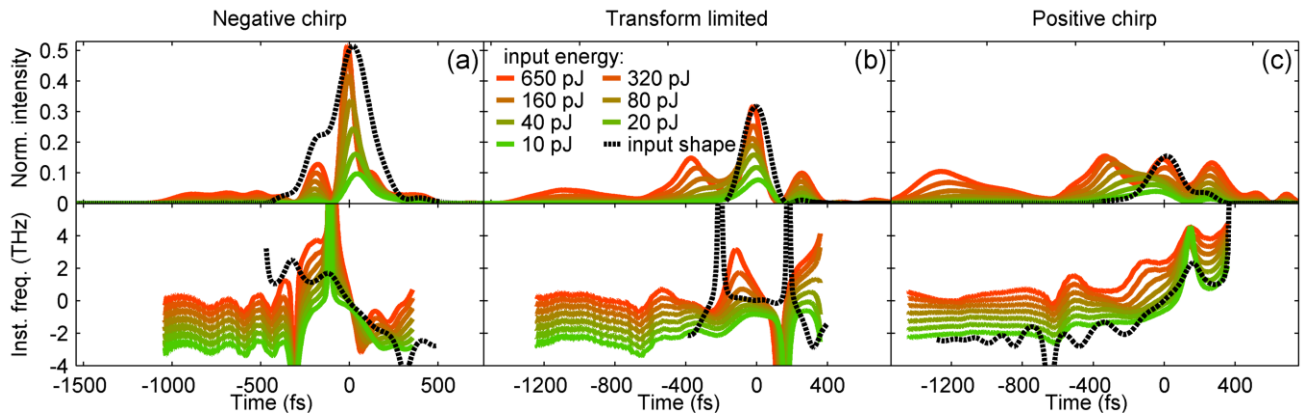 Negative chirp
Transform limited
Positive chirp
Norm. intensity
0.5
0.4
0.3
0.2
0.1
0
(a)
(b)
(c)
input energy:
650 pJ 320 pJ
160 pJ 80 pJ
40 pJ 20 pJ
10 pJ input shape
Inst. freq. (THz)
4
2
0
-2
-4
-1500 -1000 -500 0 500
-1200 -800 -400 0 400
-1200 -800 -400 0 400
Time (fs)
Time (fs)
Time (fs)